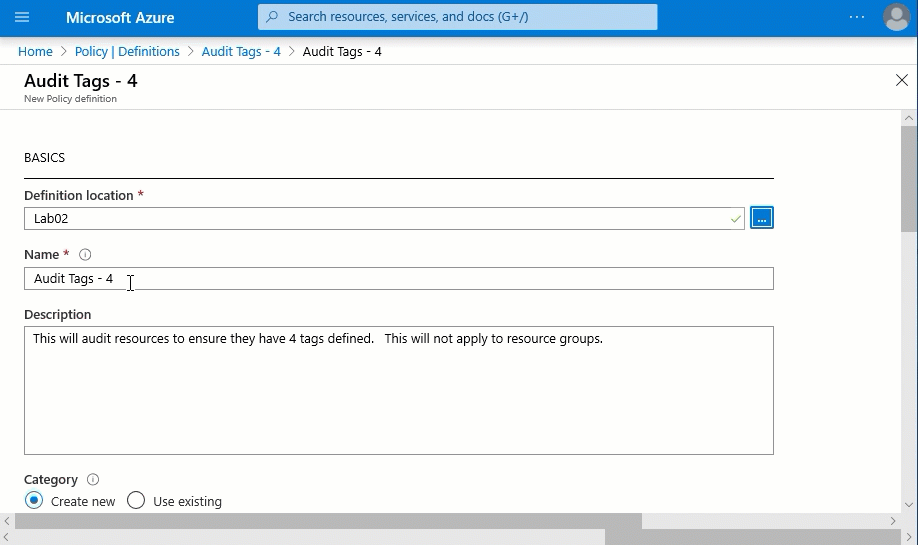 Microsoft Azure
Search resources, services, and docs (G+/)
Home > Policy | Definitions > Audit Tags - 4 > Audit Tags - 4
Audit Tags - 4
New Policy definition
BASICS
Definition location *
Lab02
...
Name *
Audit Tags - 4
Description
This will audit resources to ensure they have 4 tags defined.   This will not apply to resource groups.
Category
Create new Use existing